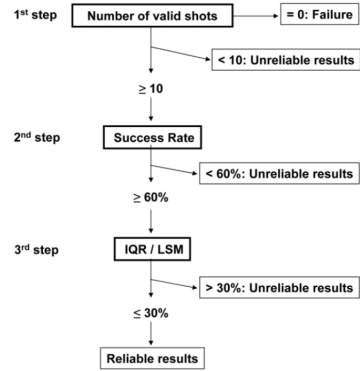 1st step
Number of valid shots
= 0: Failure
< 10: Unreliable results
≥ 10
2nd step
Success Rate
< 60%: Unreliable results
≥ 60%
3rd step
IQR / LSM
> 30%: Unreliable results
≤ 30%
Reliable results